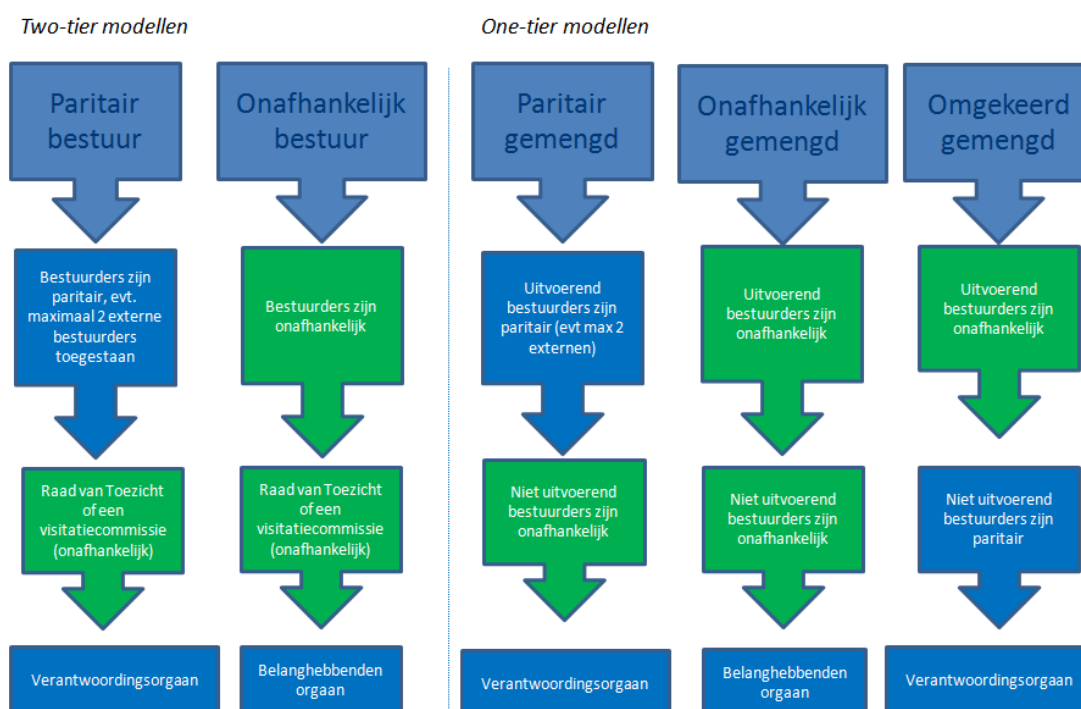 Two-tier modellen
One-tier modellen
Paritair
bestuur
Onafhankelijk
bestuur
Paritair
gemengd
Onafhankelijk
gemengd
Omgekeerd
gemengd
Bestuurders zijn
paritair, evt.
maximaal 2 externe
bestuurders
toegestaan
Bestuurders zijn
onafhankelijk
Uitvoerend
bestuurders zijn
paritair (evt max 2
externen)
Uitvoerend
bestuurders zijn
onafhankelijk
Uitvoerend
bestuurders zijn
onafhankelijk
Raad van Toezicht
of een
visitatiecommissie
(onafhankelijk)
Raad van Toezicht
of een
visitatiecommissie
(onafhankelijk)
Niet uitvoerend
bestuurders zijn
onafhankelijk
Niet uitvoerend
bestuurders zijn
onafhankelijk
Niet uitvoerend
bestuurders zijn
paritair
Verantwoordingsorgaan
Belanghebbenden
orgaan
Verantwoordingsorgaan
Belanghebbenden
orgaan
Verantwoordingsorgaan